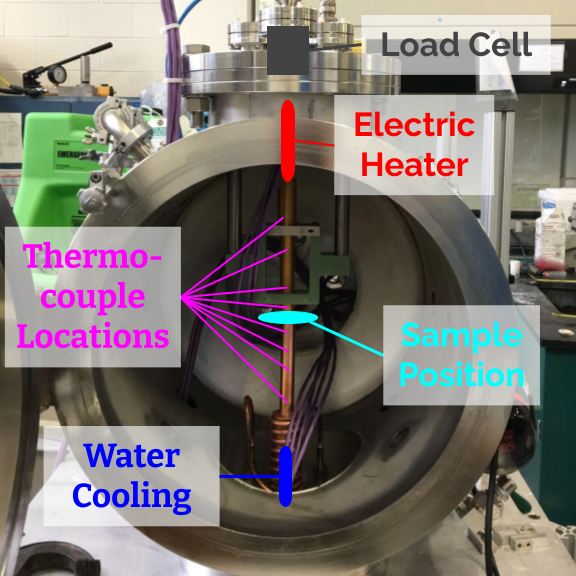 Load Cell
Electric
Heater
Thermo-
couple
Locations
Sample
Position
Water
Cooling